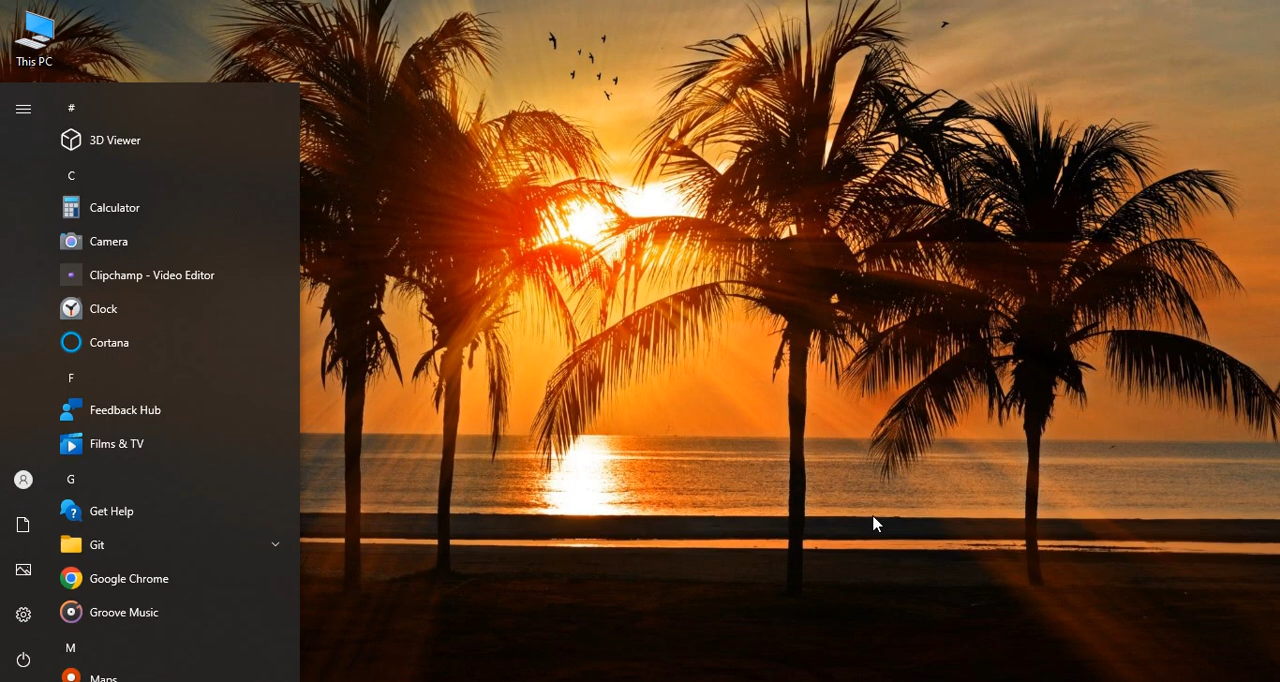 This PC
#
3D Viewer
C
Calculator
Camera
Clipchamp - Video Editor
Clock
Cortana
F
Feedback Hub
Films & TV
G
Get Help
Git
Google Chrome
Groove Music
M
Maps